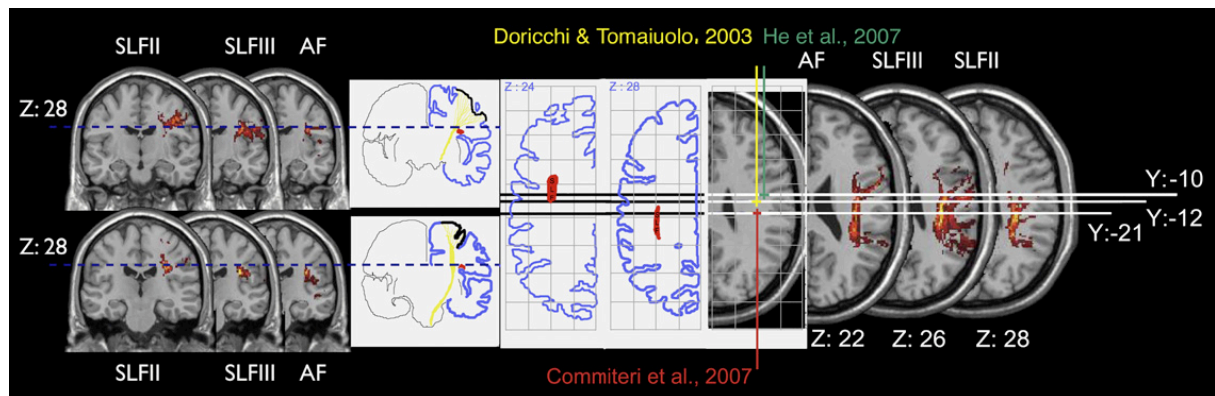 Doricchi & Tomaiuolo, 2003 He et al., 2007
SLFII SLFIII AF
AF SLFIII SLFII
Z: 28
Z: 24
Z: 28
Y:-10
Y:-12
Y:-21
Z: 28
Z: 22 Z: 26 Z: 28
SLFII SLFIII AF
Commiteri et al., 2007